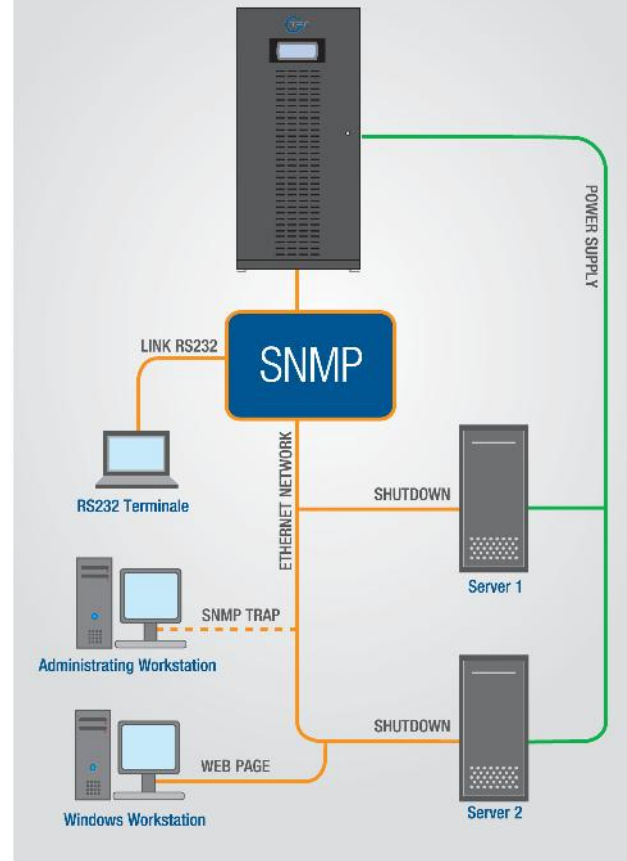 POWER SUPPLY
LINK RS232
SNMP
RS232 Terminale
ETHERNET NETWORK
SHUTDOWN
Server 1
SNMP TRAP
Administrating Workstation
SHUTDOWN
WEB PAGE
Server 2
Windows Workstation